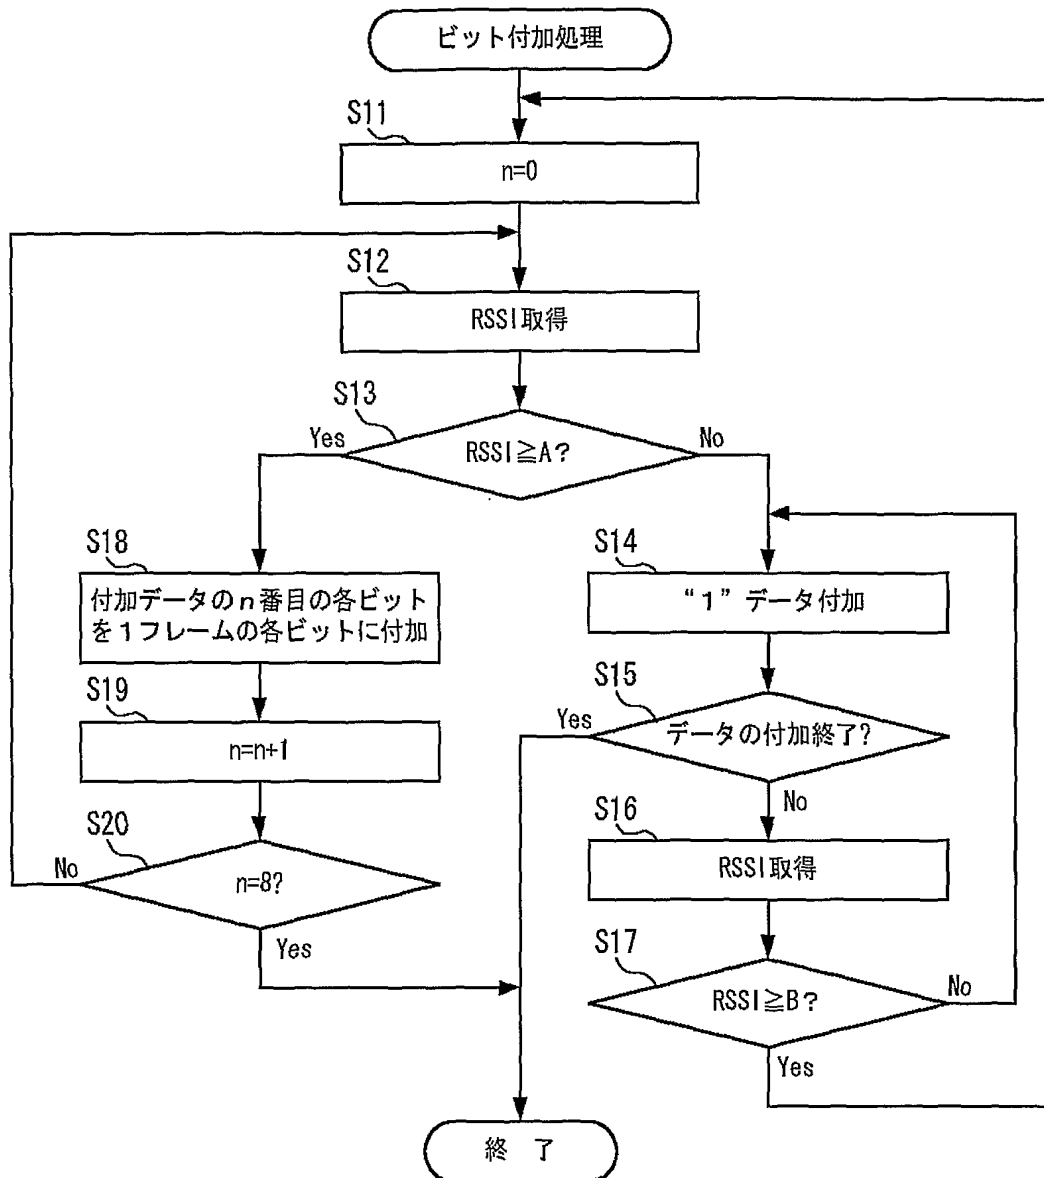 ビット付加処理
S11
n=0
S12
RSSI取得
S13
Yes
RSSI≧A?
No
S18
付加データのn番目の各ビット
を1フレームの各ビットに付加
S19
n=n+1
S20
No
n=8?
Yes
S14
“1”データ付加
S15
Yes
データの付加終了?
No
S16
RSSI取得
S17
RSSI≧B?
No
Yes
終 了